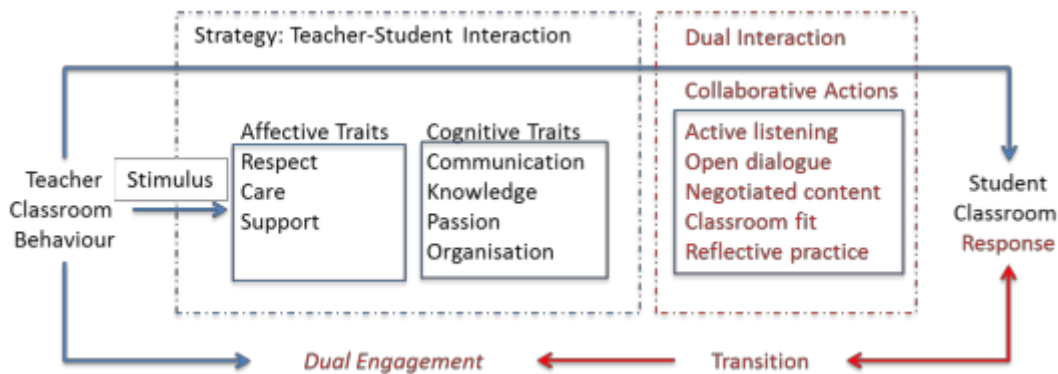 Strategy: Teacher-Student Interaction
Dual Interaction
Collaborative Actions
Affective Traits
Respect
Care
Support
Cognitive Traits
Communication
Knowledge
Passion
Organisation
Active listening
Open dialogue
Negotiated content
Classroom fit
Reflective practice
Teacher
Classroom
Behaviour
Stimulus
Student
Classroom
Response
Dual Engagement
Transition